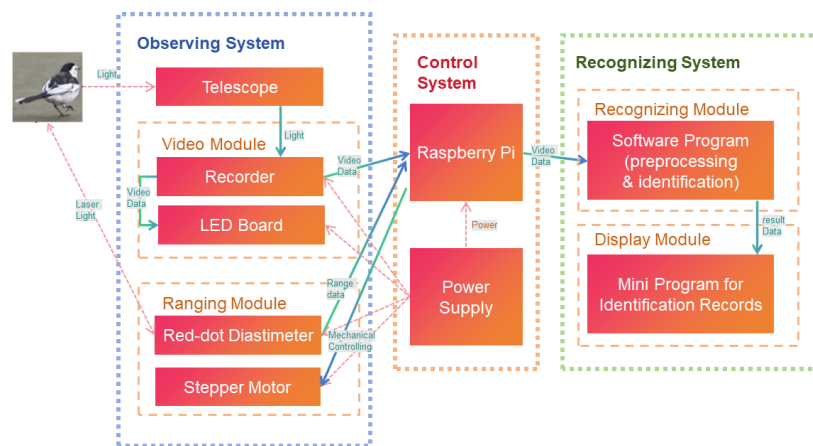 Observing System
Light
Telescope
Light
Video Module
Recorder
Video
Data
LED Board
Video
Data
Laser
Light
Ranging Module
Red-dot Diastimeter
Stepper Motor
Range
data
Mechanical
Controlling
Control
System
Raspberry Pi
Power
Power
Supply
Video
Data
Recognizing System
Recognizing Module
Software Program
(preprocessing
& identification)
result
Data
Display Module
Mini Program for
Identification Records